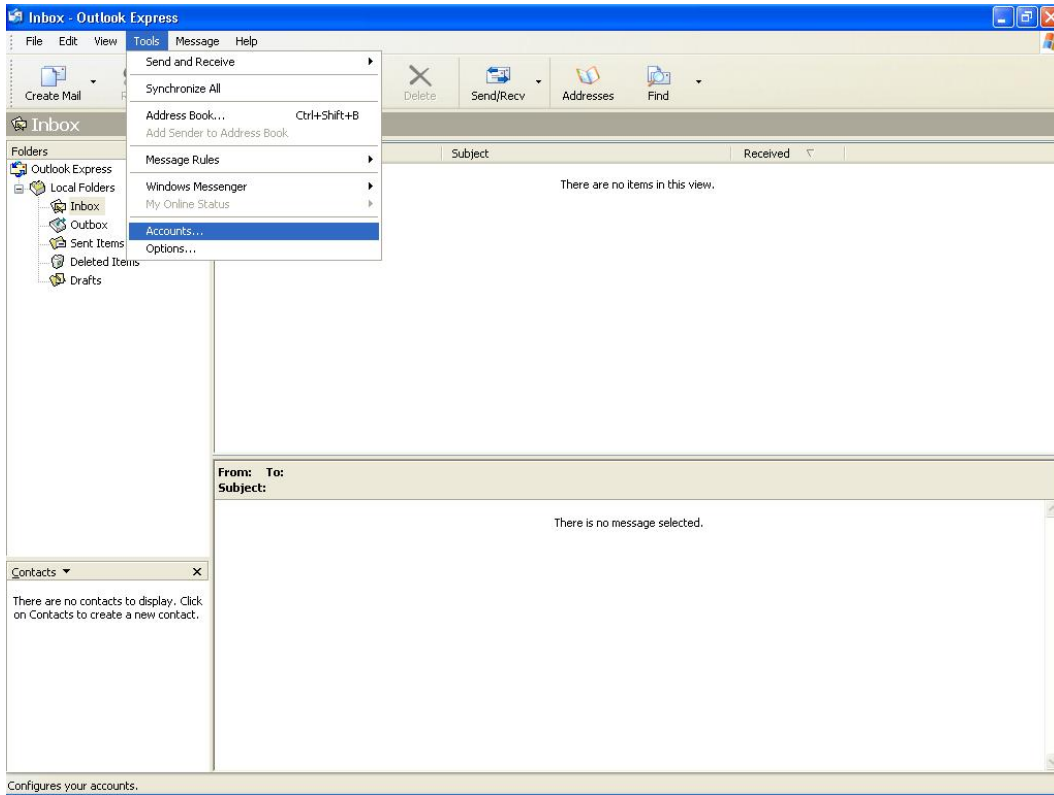 Inbox - Outlook Express
File Edit View Tools Message Help
Create Mail
Delete
Send/Recv
Addresses
Find
Send and Receive
Synchronize All
Address Book... Ctrl+Shift+B
Add Sender to Address Book
Message Rules
Windows Messenger
My Online Status
Accounts...
Options...
Inbox
Folders
Outlook Express
Local Folders
Inbox
Outbox
Sent Items
Deleted Items
Drafts
Subject Received
There are no items in this view.
From: To:
Subject:
There is no message selected.
Contacts
There are no contacts to display. Click
on Contacts to create a new contact.
Configures your accounts.